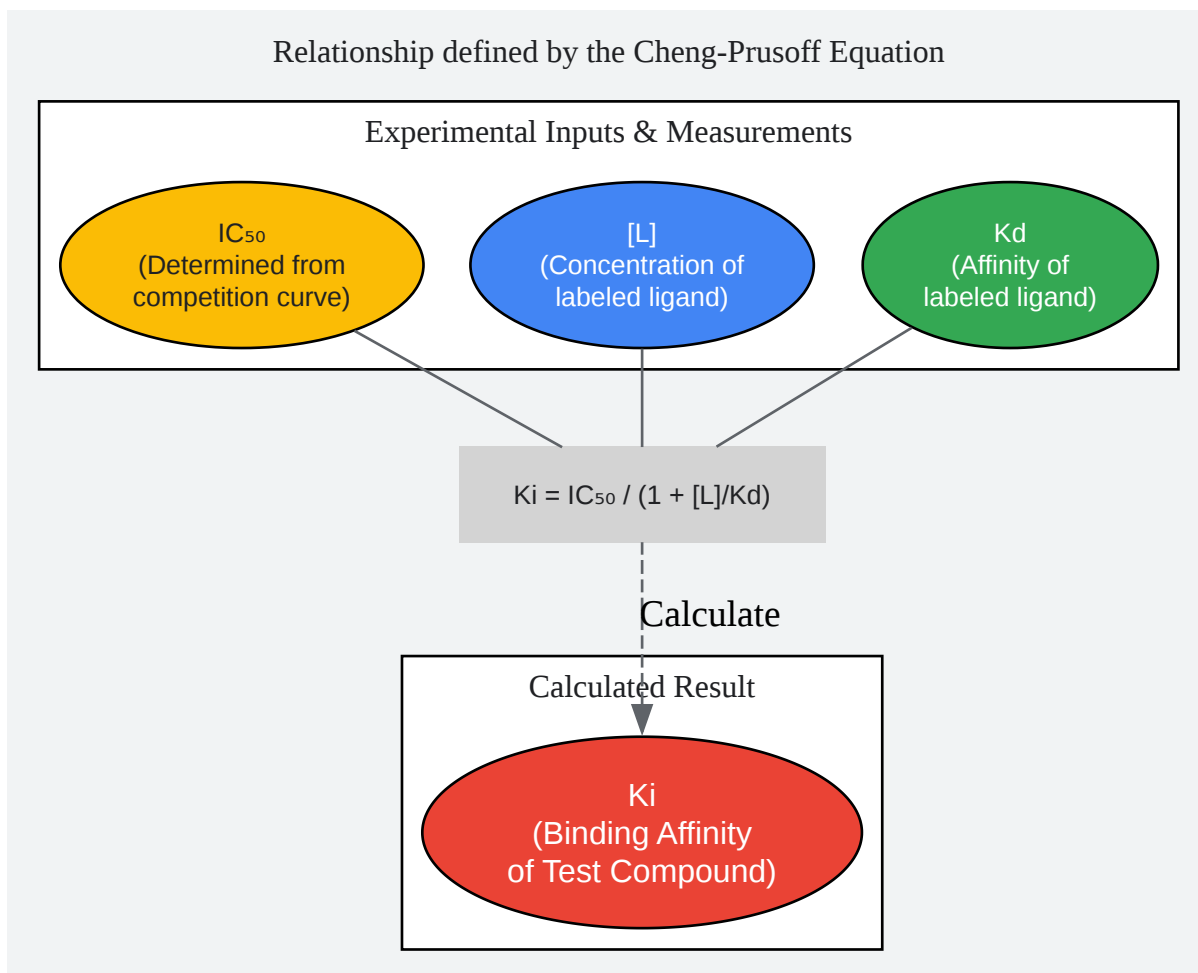 Relationship defined by the Cheng-Prusoff Equation
Experimental Inputs & Measurements
IC₅₀
(Determined from
competition curve)
[L]
(Concentration of
labeled ligand)
Kd
(Affinity of
labeled ligand)
Ki = IC₅₀ / (1 + [L]/Kd)
Calculate
Calculated Result
Ki
(Binding Affinity
of Test Compound)